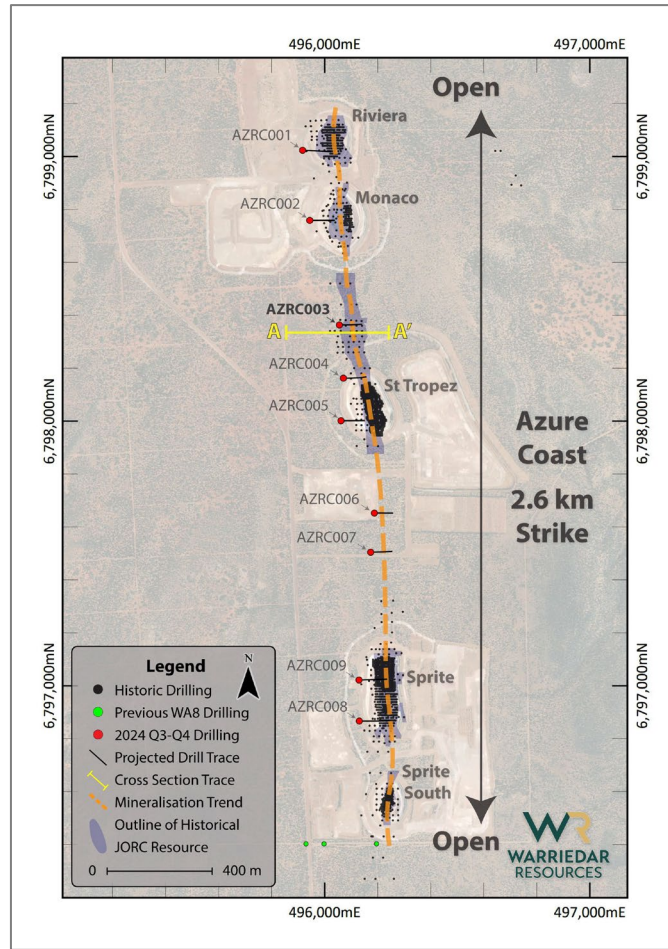 496,000mE
497,000mE
Open
Riviera
AZRC001
6,799,000mN
6,799,000mN
Monaco
AZRC002
AZRC003
A
A'
AZRC004
St Tropez
AZRC005
6,798,000mN
6,798,000mN
Azure
Coast
2.6 km
Strike
AZRC006
AZRC007
AZRC009
Sprite
AZRC008
6,797,000mN
6,797,000mN
Sprite
South
Open
Legend
N
Historic Drilling
Previous WA8 Drilling
2024 Q3-Q4 Drilling
Projected Drill Trace
Cross Section Trace
Mineralisation Trend
Outline of Historical
JORC Resource
0 400 m
WR
WARRIEDAR
RESOURCES
496,000mE
497,000mE